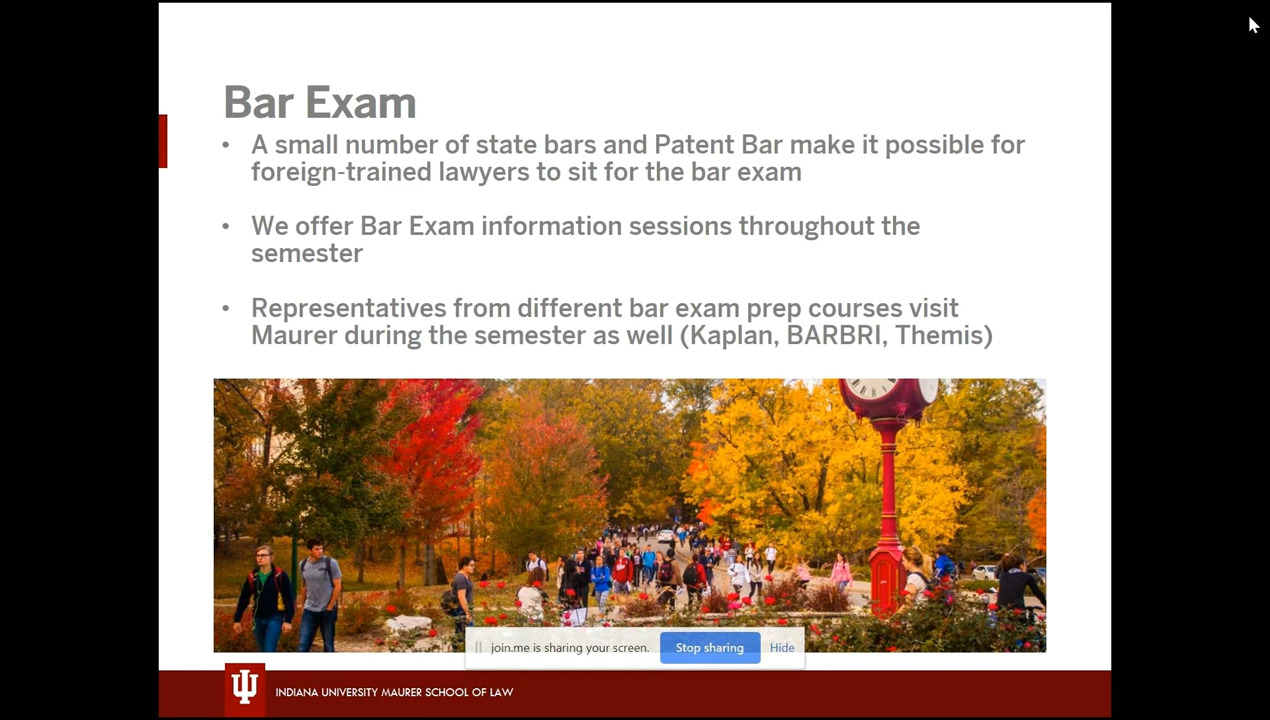 Bar Exam
• A small number of state bars and Patent Bar make it possible for
foreign-trained lawyers to sit for the bar exam
• We offer Bar Exam information sessions throughout the
semester
• Representatives from different bar exam prep courses visit
Maurer during the semester as well (Kaplan, BARBRI, Themis)
join.me is sharing your screen. Stop sharing Hide
INDIANA UNIVERSITY MAURER SCHOOL OF LAW